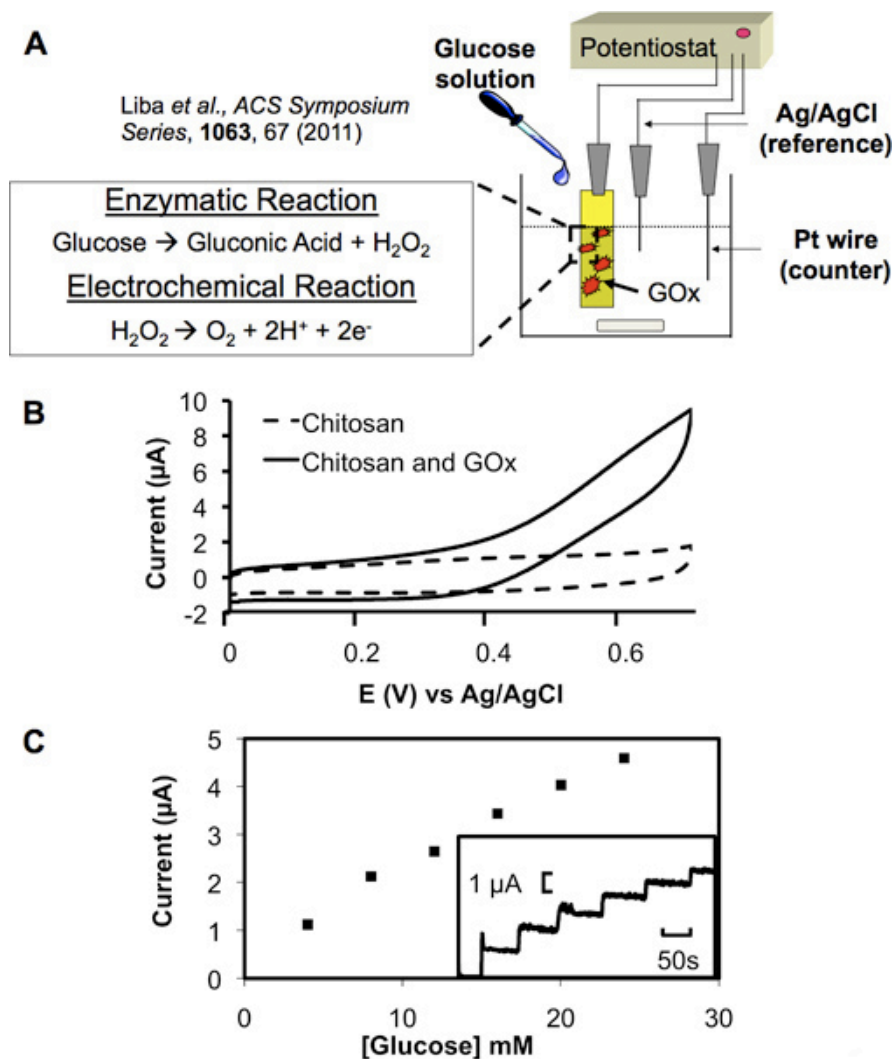 A
Liba et al., ACS Symposium
Series, 1063, 67 (2011)
Glucose
solution
Potentiostat
Ag/AgCl
(reference)
Pt wire
(counter)
GOx
Enzymatic Reaction
Glucose → Gluconic Acid + H₂O₂
Electrochemical Reaction
H₂O₂ → O₂ + 2H⁺ + 2e⁻
B
Current (µA)
10
8
6
4
2
0
-2
Chitosan
Chitosan and GOx
0
0.2
0.4
0.6
E (V) vs Ag/AgCl
C
Current (µA)
5
4
3
2
1
0
1 µA
50s
0
10
20
30
[Glucose] mM